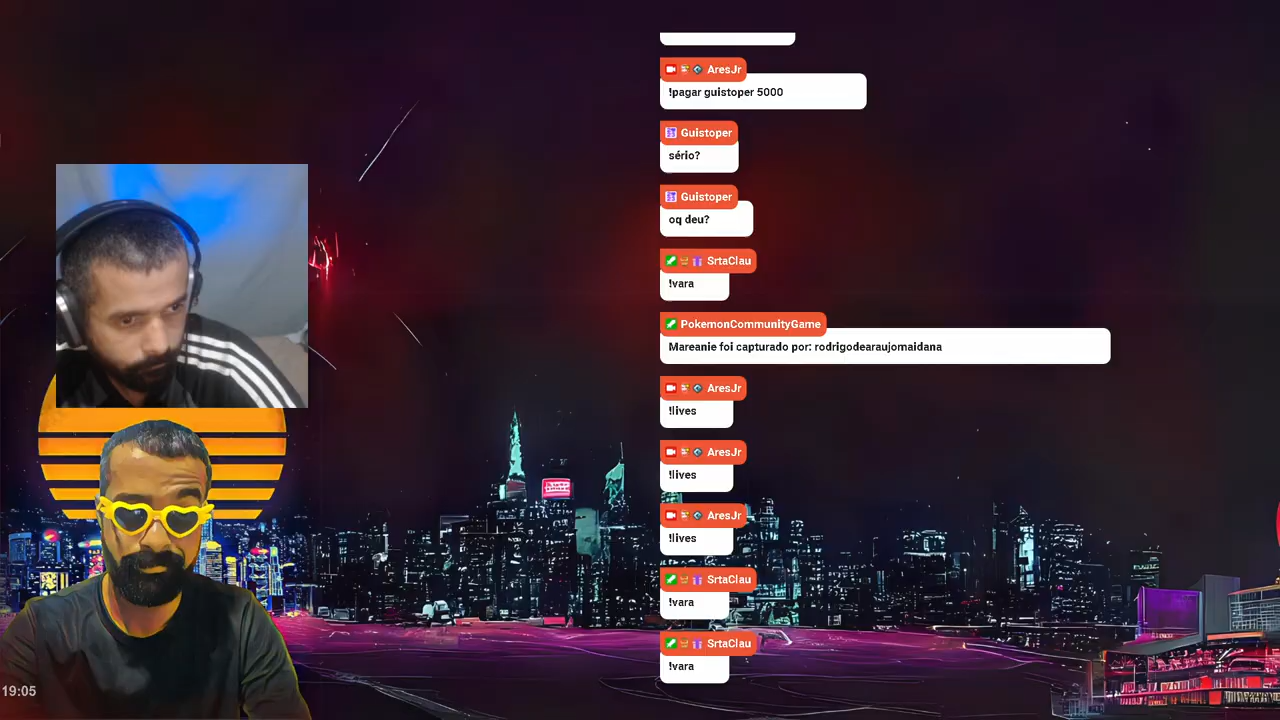 AresJr
!pagar guistoper 5000
Guistoper
sério?
Guistoper
oq deu?
SrtaClau
!vara
PokemonCommunityGame
Mareanie foi capturado por: rodrigodearaujomaidana
AresJr
!lives
AresJr
!lives
AresJr
!lives
SrtaClau
!vara
SrtaClau
!vara
19:05